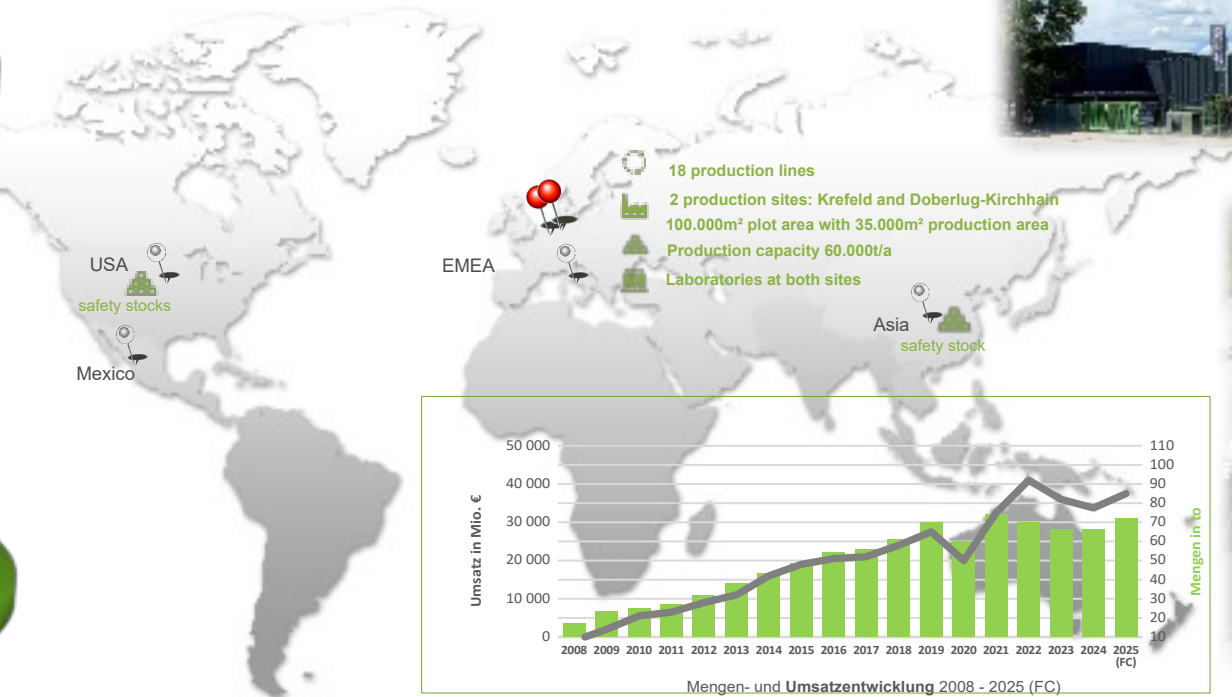 18 production lines
2 production sites: Krefeld and Doberlug-Kirchhain
100.000m² plot area with 35.000m² production area
Production capacity 60.000t/a
Laboratories at both sites
USA
safety stocks
Mexico
EMEA
Asia
safety stock
Umsatz in Mio. €
50 000
40 000
30 000
20 000
10 000
0
110
100
90
80
70
60
50
40
30
20
10
Mengen in to
2008 2009 2010 2011 2012 2013 2014 2015 2016 2017 2018 2019 2020 2021 2022 2023 2024 2025
(FC)
Mengen- und Umsatzentwicklung 2008 - 2025 (FC)